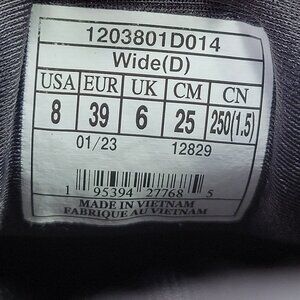 1203801D014
Wide(D)
USA EUR UK CM CN
8 39 6 25 250(1.5)
01/23 12829
1 95394 27768 5
MADE IN VIETNAM
FABRIQUE AU VIETNAM